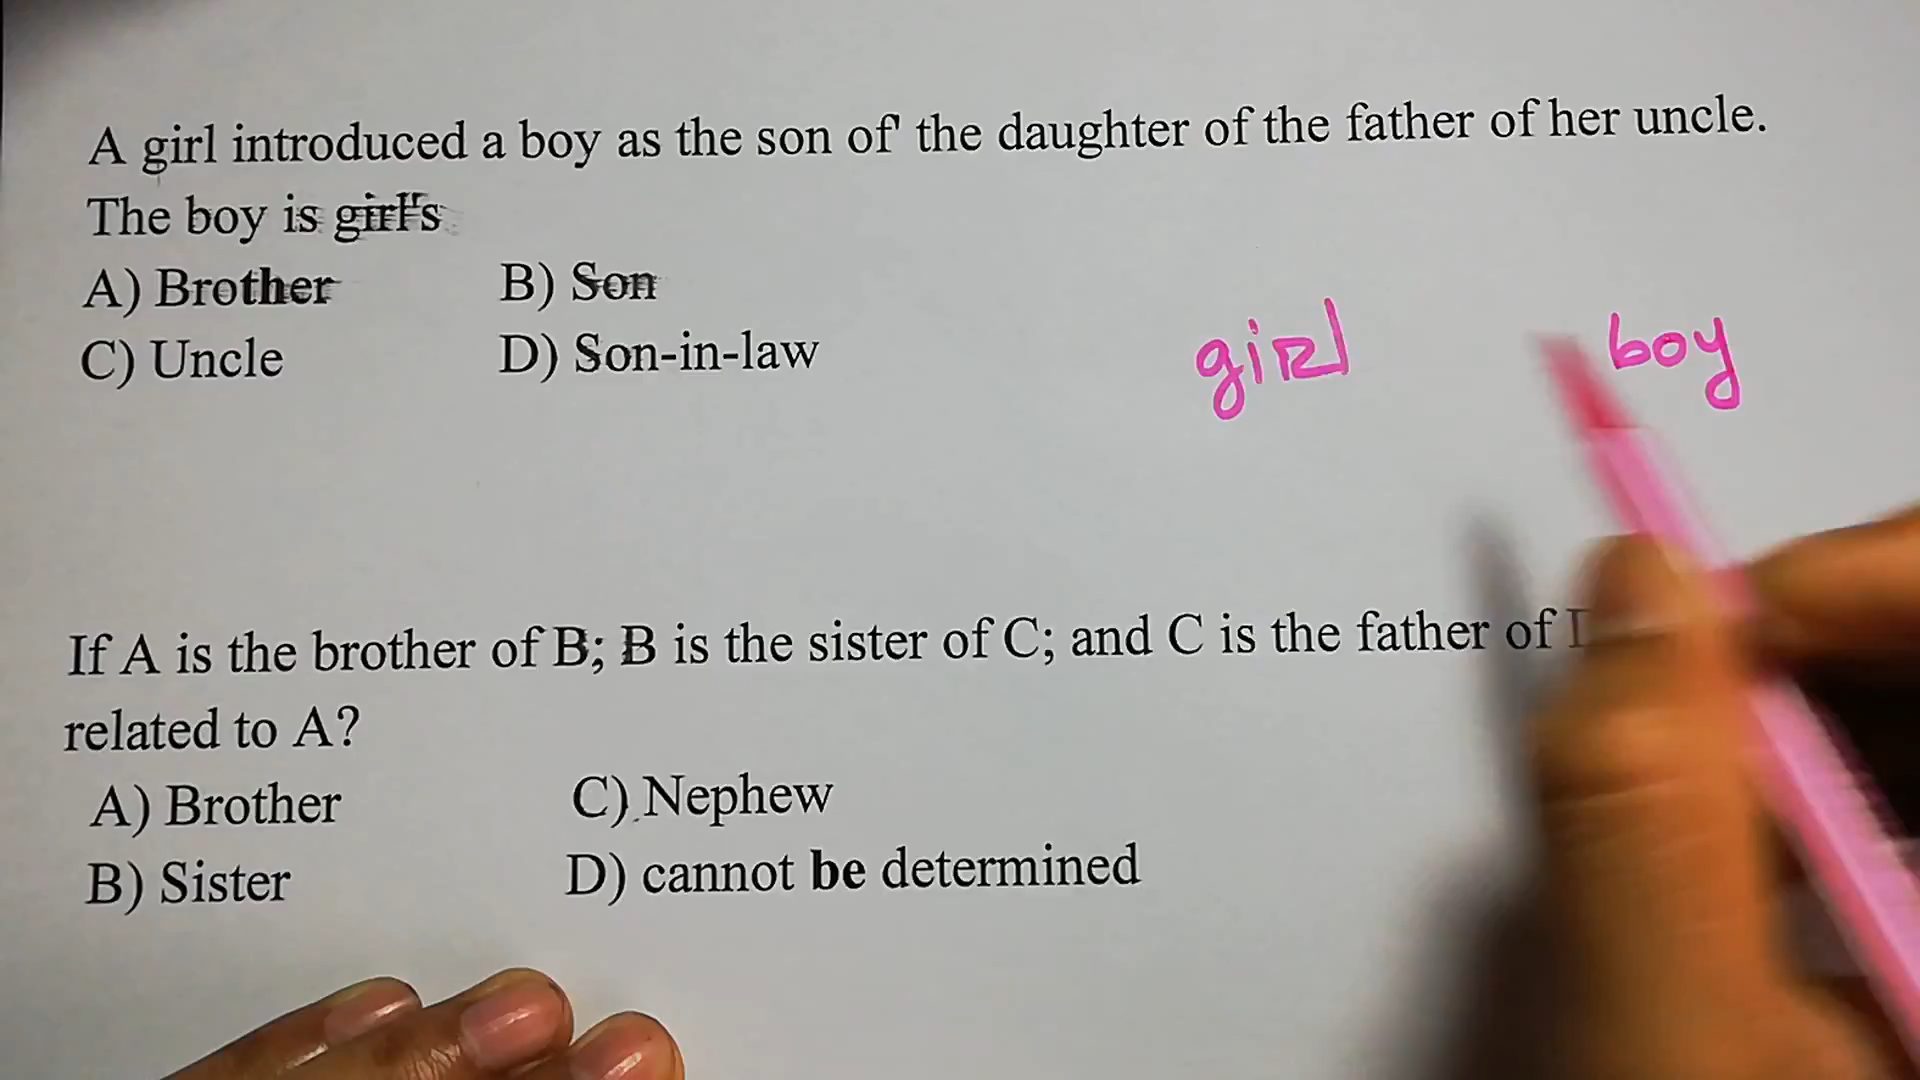 A girl introduced a boy as the son of the daughter of the father of her uncle.
The boy is girl's
A) Brother B) Son
C) Uncle D) Son-in-law
girl boy
If A is the brother of B; B is the sister of C; and C is the father of
related to A?
A) Brother C) Nephew
B) Sister D) cannot be determined